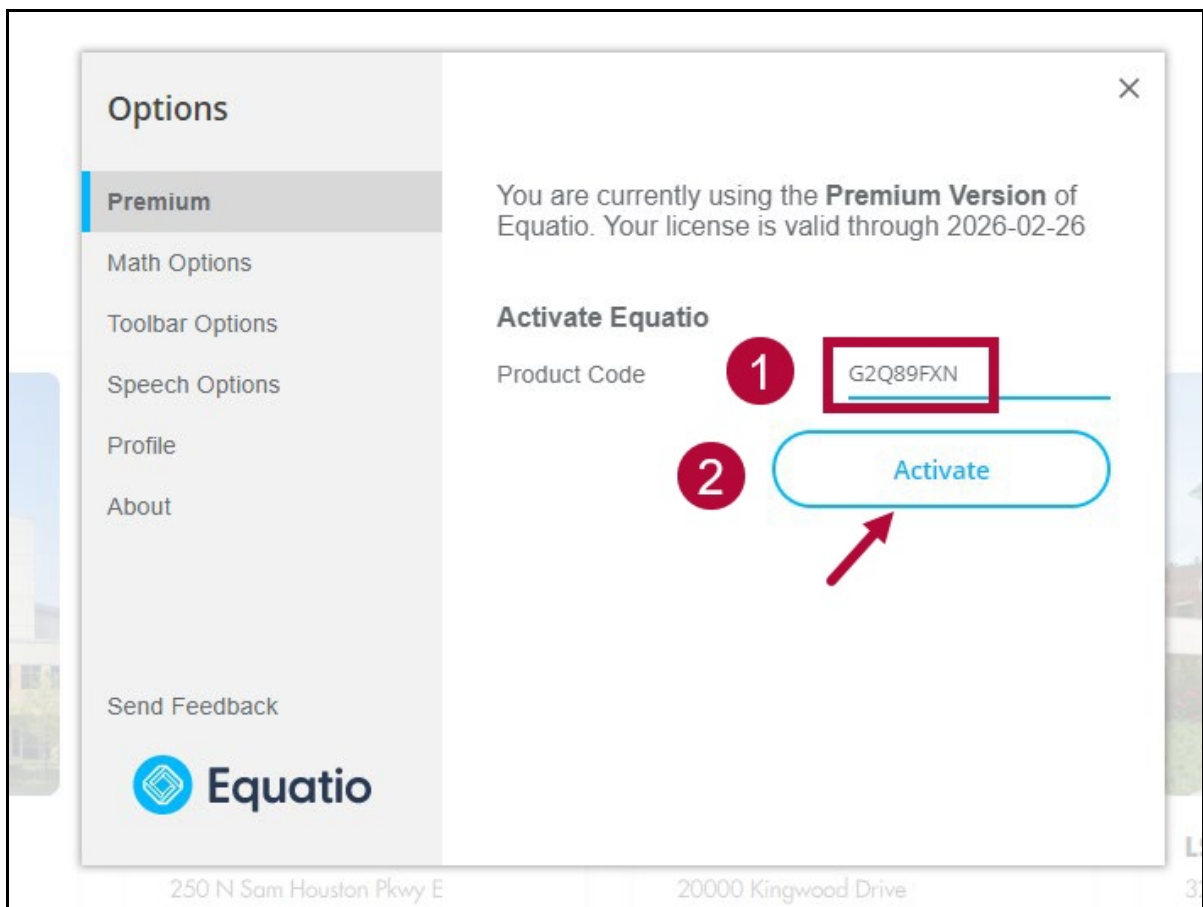 Options
Premium
Math Options
Toolbar Options
Speech Options
Profile
About
Send Feedback
Equatio
You are currently using the Premium Version of
Equatio. Your license is valid through 2026-02-26
Activate Equatio
Product Code
1
G2Q89FXN
2
Activate
250 N Sam Houston Pkwy E
20000 Kingwood Drive